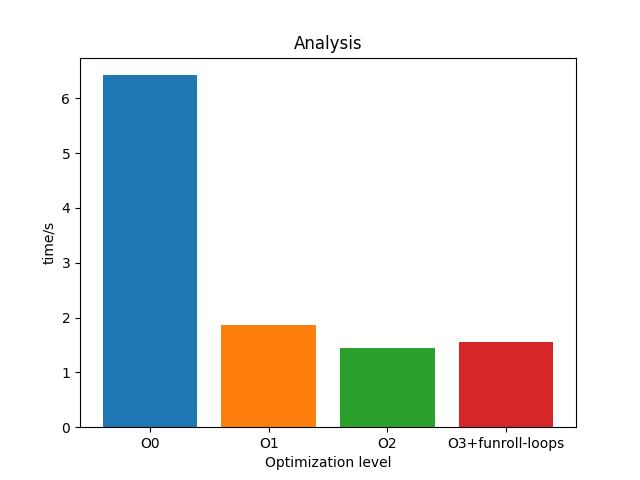 Analysis
time/s
6
5
4
3
2
1
0
O0
O1
O2
O3+funroll-loops
Optimization level